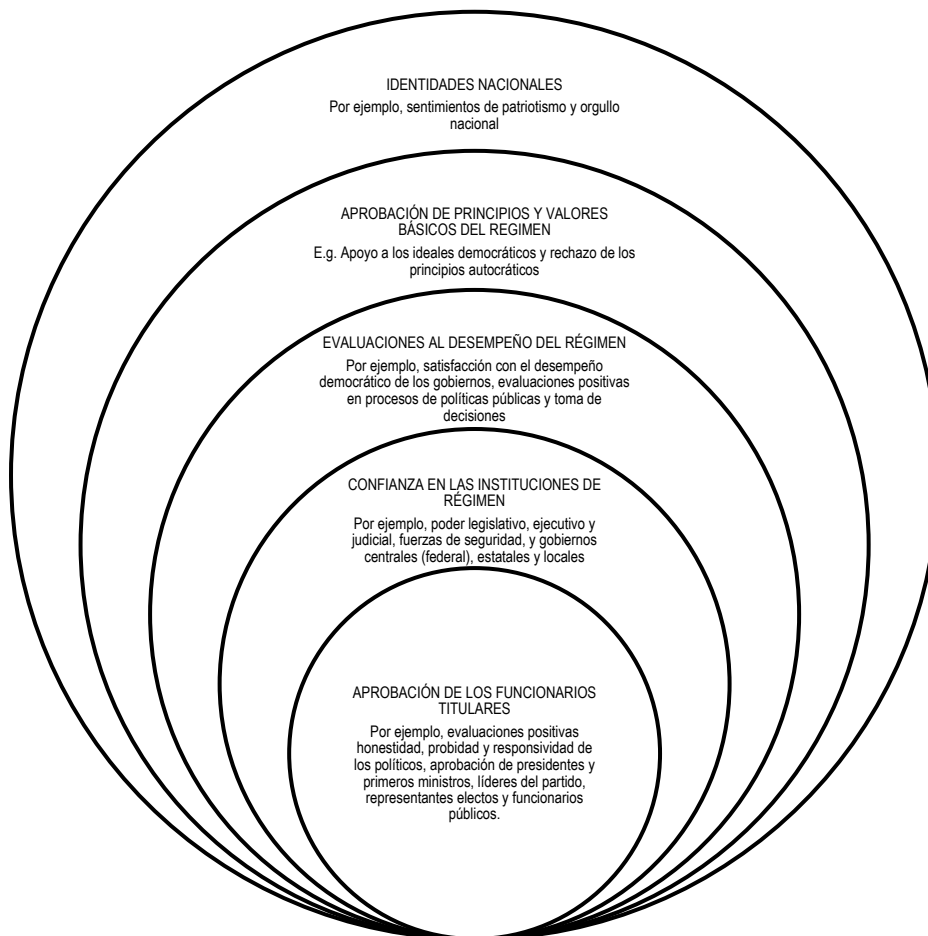 IDENTIDADES NACIONALES
Por ejemplo, sentimientos de patriotismo y orgullo
nacional
APROBACIÓN DE PRINCIPIOS Y VALORES
BÁSICOS DEL REGIMEN
E.g. Apoyo a los ideales democráticos y rechazo de los
principios autocráticos
EVALUACIONES AL DESEMPEÑO DEL RÉGIMEN
Por ejemplo, satisfacción con el desempeño
democrático de los gobiernos, evaluaciones positivas
en procesos de políticas públicas y toma de
decisiones
CONFIANZA EN LAS INSTITUCIONES DE
RÉGIMEN
Por ejemplo, poder legislativo, ejecutivo y
judicial, fuerzas de seguridad, y gobiernos
centrales (federal), estatales y locales
APROBACIÓN DE LOS FUNCIONARIOS
TITULARES
Por ejemplo, evaluaciones positivas
honestidad, probidad y responsividad de
los políticos, aprobación de presidentes y
primeros ministros, líderes del partido,
representantes electos y funcionarios
públicos.